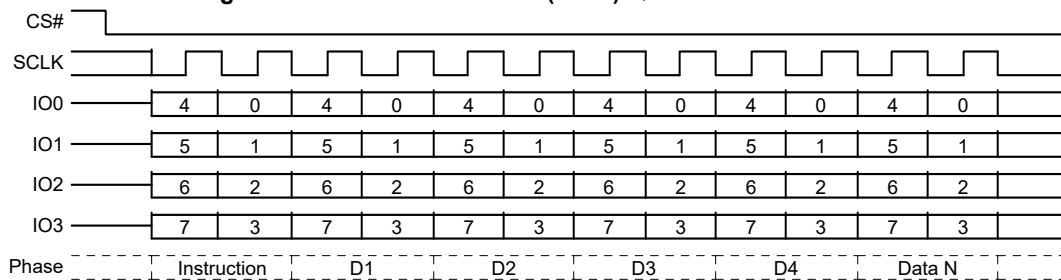 CS#
SCLK
IO0 4 0 4 0 4 0 4 0 4 0 4 0
IO1 5 1 5 1 5 1 5 1 5 1 5 1
IO2 6 2 6 2 6 2 6 2 6 2 6 2
IO3 7 3 7 3 7 3 7 3 7 3 7 3
Phase Instruction D1 D2 D3 D4 Data N